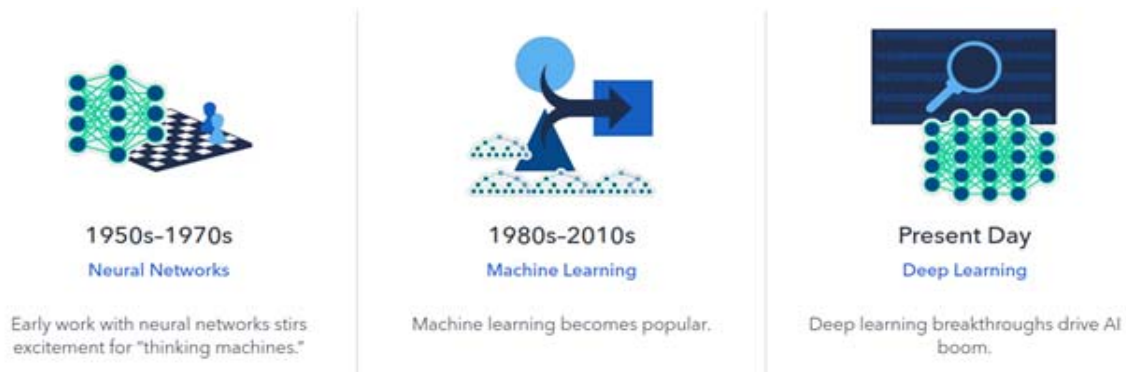 1950s–1970s
Neural Networks
Early work with neural networks stirs
excitement for “thinking machines.”
1980s–2010s
Machine Learning
Machine learning becomes popular.
Present Day
Deep Learning
Deep learning breakthroughs drive AI
boom.